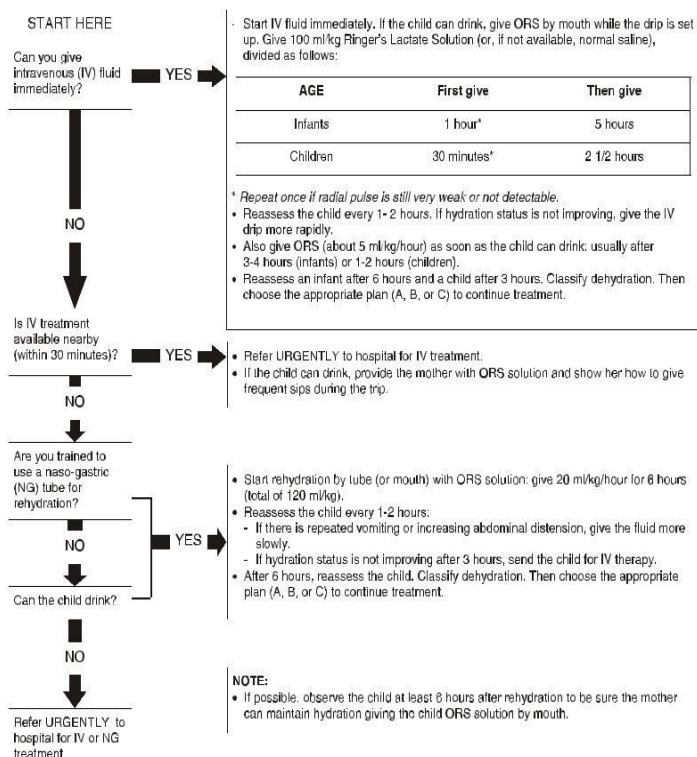 START HERE
Can you give
intravenous (IV) fluid
immediately?
YES
· Start IV fluid immediately. If the child can drink, give ORS by mouth while the drip is set
up. Give 100 ml/kg Ringer's Lactate Solution (or, if not available, normal saline),
divided as follows:
AGE First give Then give
Infants 1 hour* 5 hours
Children 30 minutes* 2 1/2 hours
* Repeat once if radial pulse is still very weak or not detectable.
• Reassess the child every 1- 2 hours. If hydration status is not improving, give the IV
drip more rapidly.
• Also give ORS (about 5 ml/kg/hour) as soon as the child can drink: usually after
3-4 hours (infants) or 1-2 hours (children).
• Reassess an infant after 6 hours and a child after 3 hours. Classify dehydration. Then
choose the appropriate plan (A, B, or C) to continue treatment.
NO
Is IV treatment
available nearby
(within 30 minutes)?
YES
• Refer URGENTLY to hospital for IV treatment.
• If the child can drink, provide the mother with ORS solution and show her how to give
frequent sips during the trip.
NO
Are you trained to
use a naso-gastric
(NG) tube for
rehydration?
NO
Can the child drink?
YES
• Start rehydration by tube (or mouth) with ORS solution: give 20 ml/kg/hour for 6 hours
(total of 120 ml/kg).
• Reassess the child every 1-2 hours:
- If there is repeated vomiting or increasing abdominal distension, give the fluid more
slowly.
- If hydration status is not improving after 3 hours, send the child for IV therapy.
• After 6 hours, reassess the child. Classify dehydration. Then choose the appropriate
plan (A, B, or C) to continue treatment.
NO
Refer URGENTLY to
hospital for IV or NG
treatment
NOTE:
• If possible, observe the child at least 6 hours after rehydration to be sure the mother
can maintain hydration giving the child ORS solution by mouth.